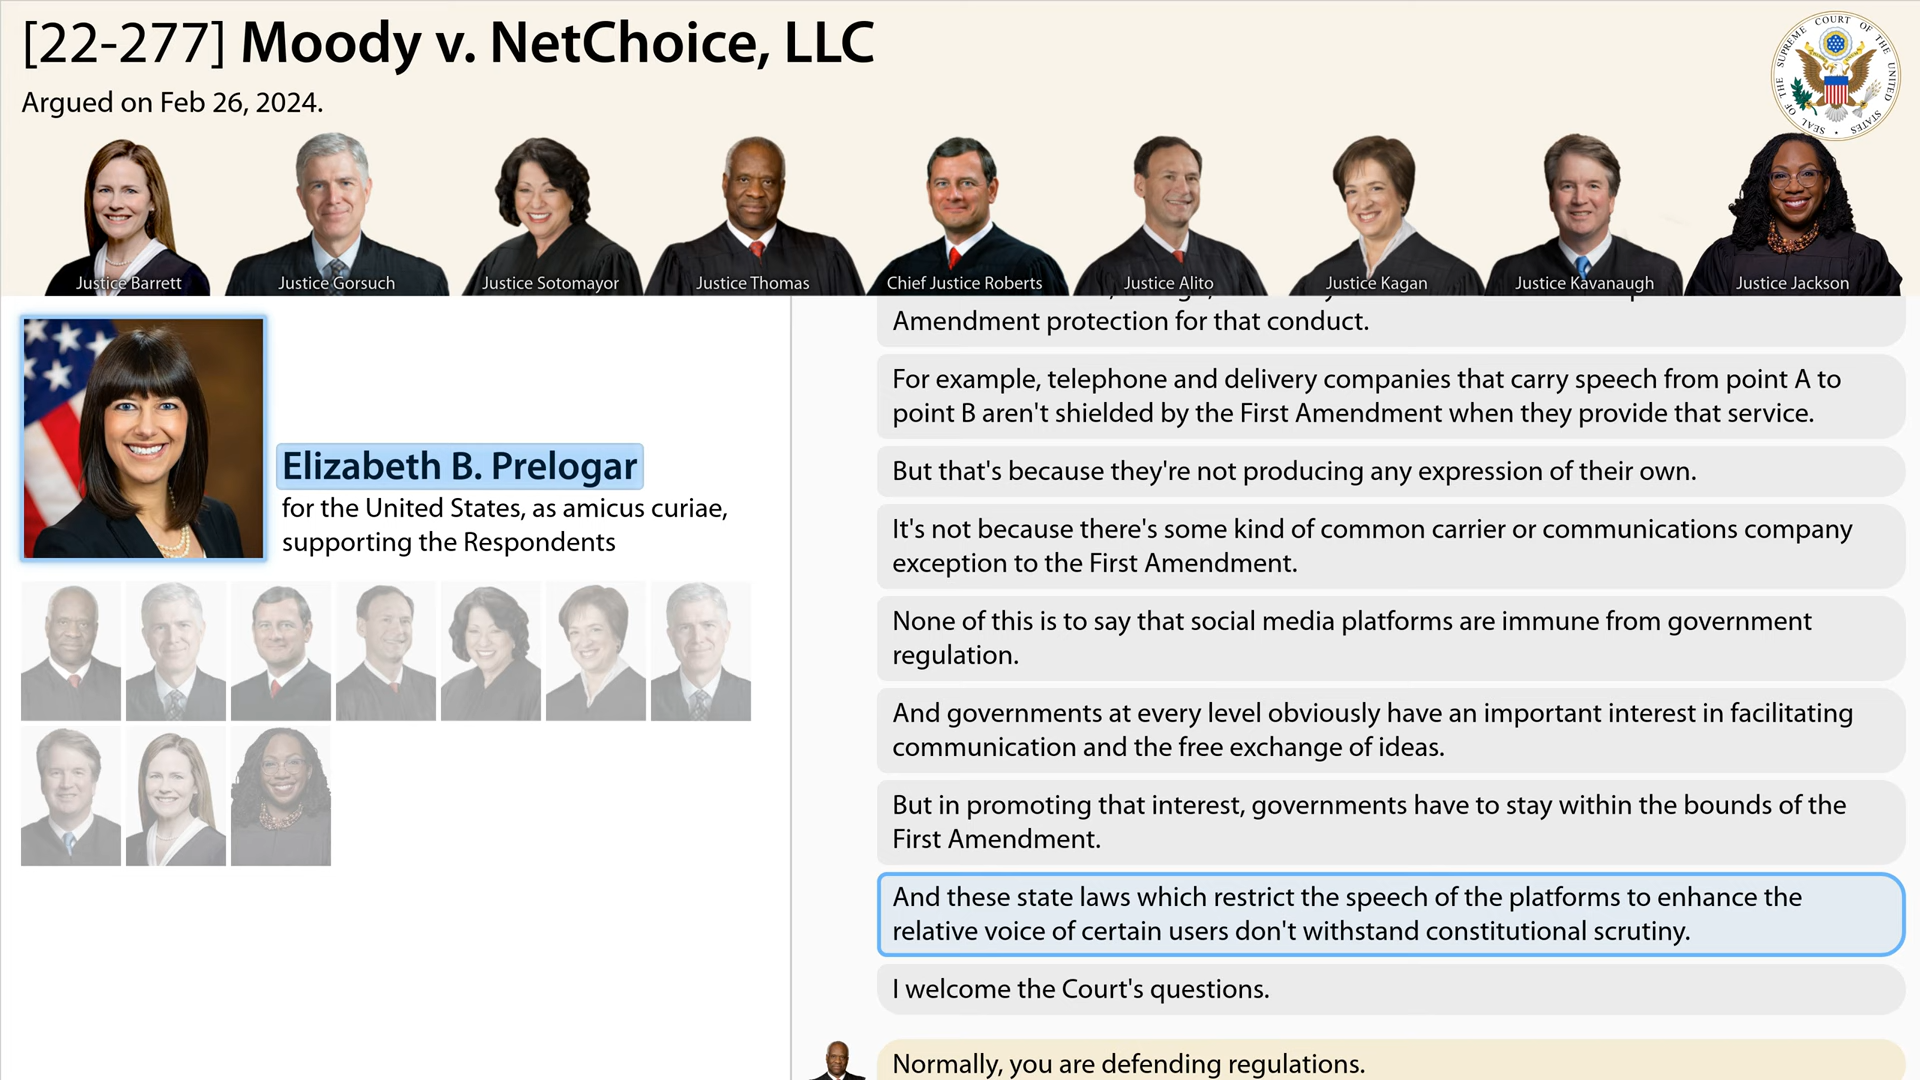 [22-277] Moody v. NetChoice, LLC
Argued on Feb 26, 2024.
SEAL OF THE SUPREME COURT OF THE UNITED STATES
Justice Barrett
Justice Gorsuch
Justice Sotomayor
Justice Thomas
Chief Justice Roberts
Justice Alito
Justice Kagan
Justice Kavanaugh
Justice Jackson
Elizabeth B. Prelogar
for the United States, as amicus curiae,
supporting the Respondents
Amendment protection for that conduct.
For example, telephone and delivery companies that carry speech from point A to
point B aren't shielded by the First Amendment when they provide that service.
But that's because they're not producing any expression of their own.
It's not because there's some kind of common carrier or communications company
exception to the First Amendment.
None of this is to say that social media platforms are immune from government
regulation.
And governments at every level obviously have an important interest in facilitating
communication and the free exchange of ideas.
But in promoting that interest, governments have to stay within the bounds of the
First Amendment.
And these state laws which restrict the speech of the platforms to enhance the
relative voice of certain users don't withstand constitutional scrutiny.
I welcome the Court's questions.
Normally, you are defending regulations.